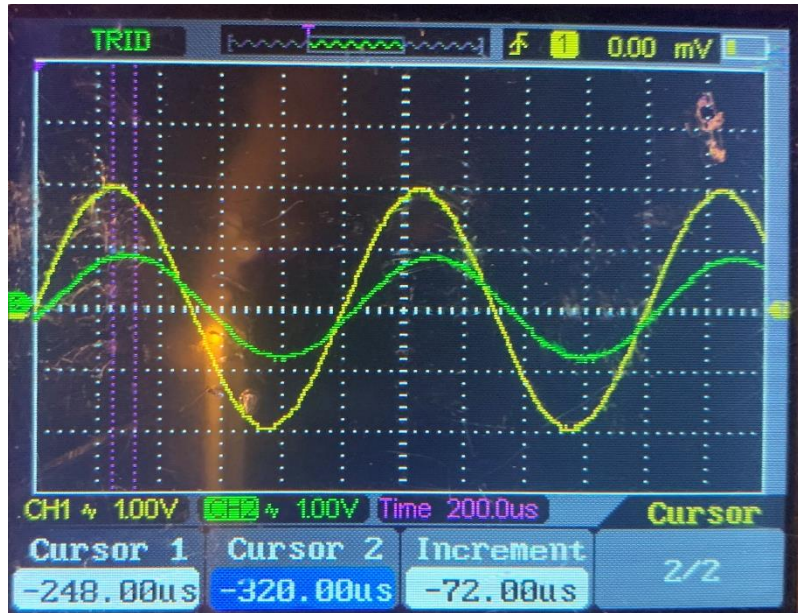 TRID T 1 0.00 mV
CH1 ∿ 1.00V CH2 ∿ 1.00V Time 200.0us Cursor
Cursor 1 Cursor 2 Increment 2/2
-248.00us -320.00us -72.00us